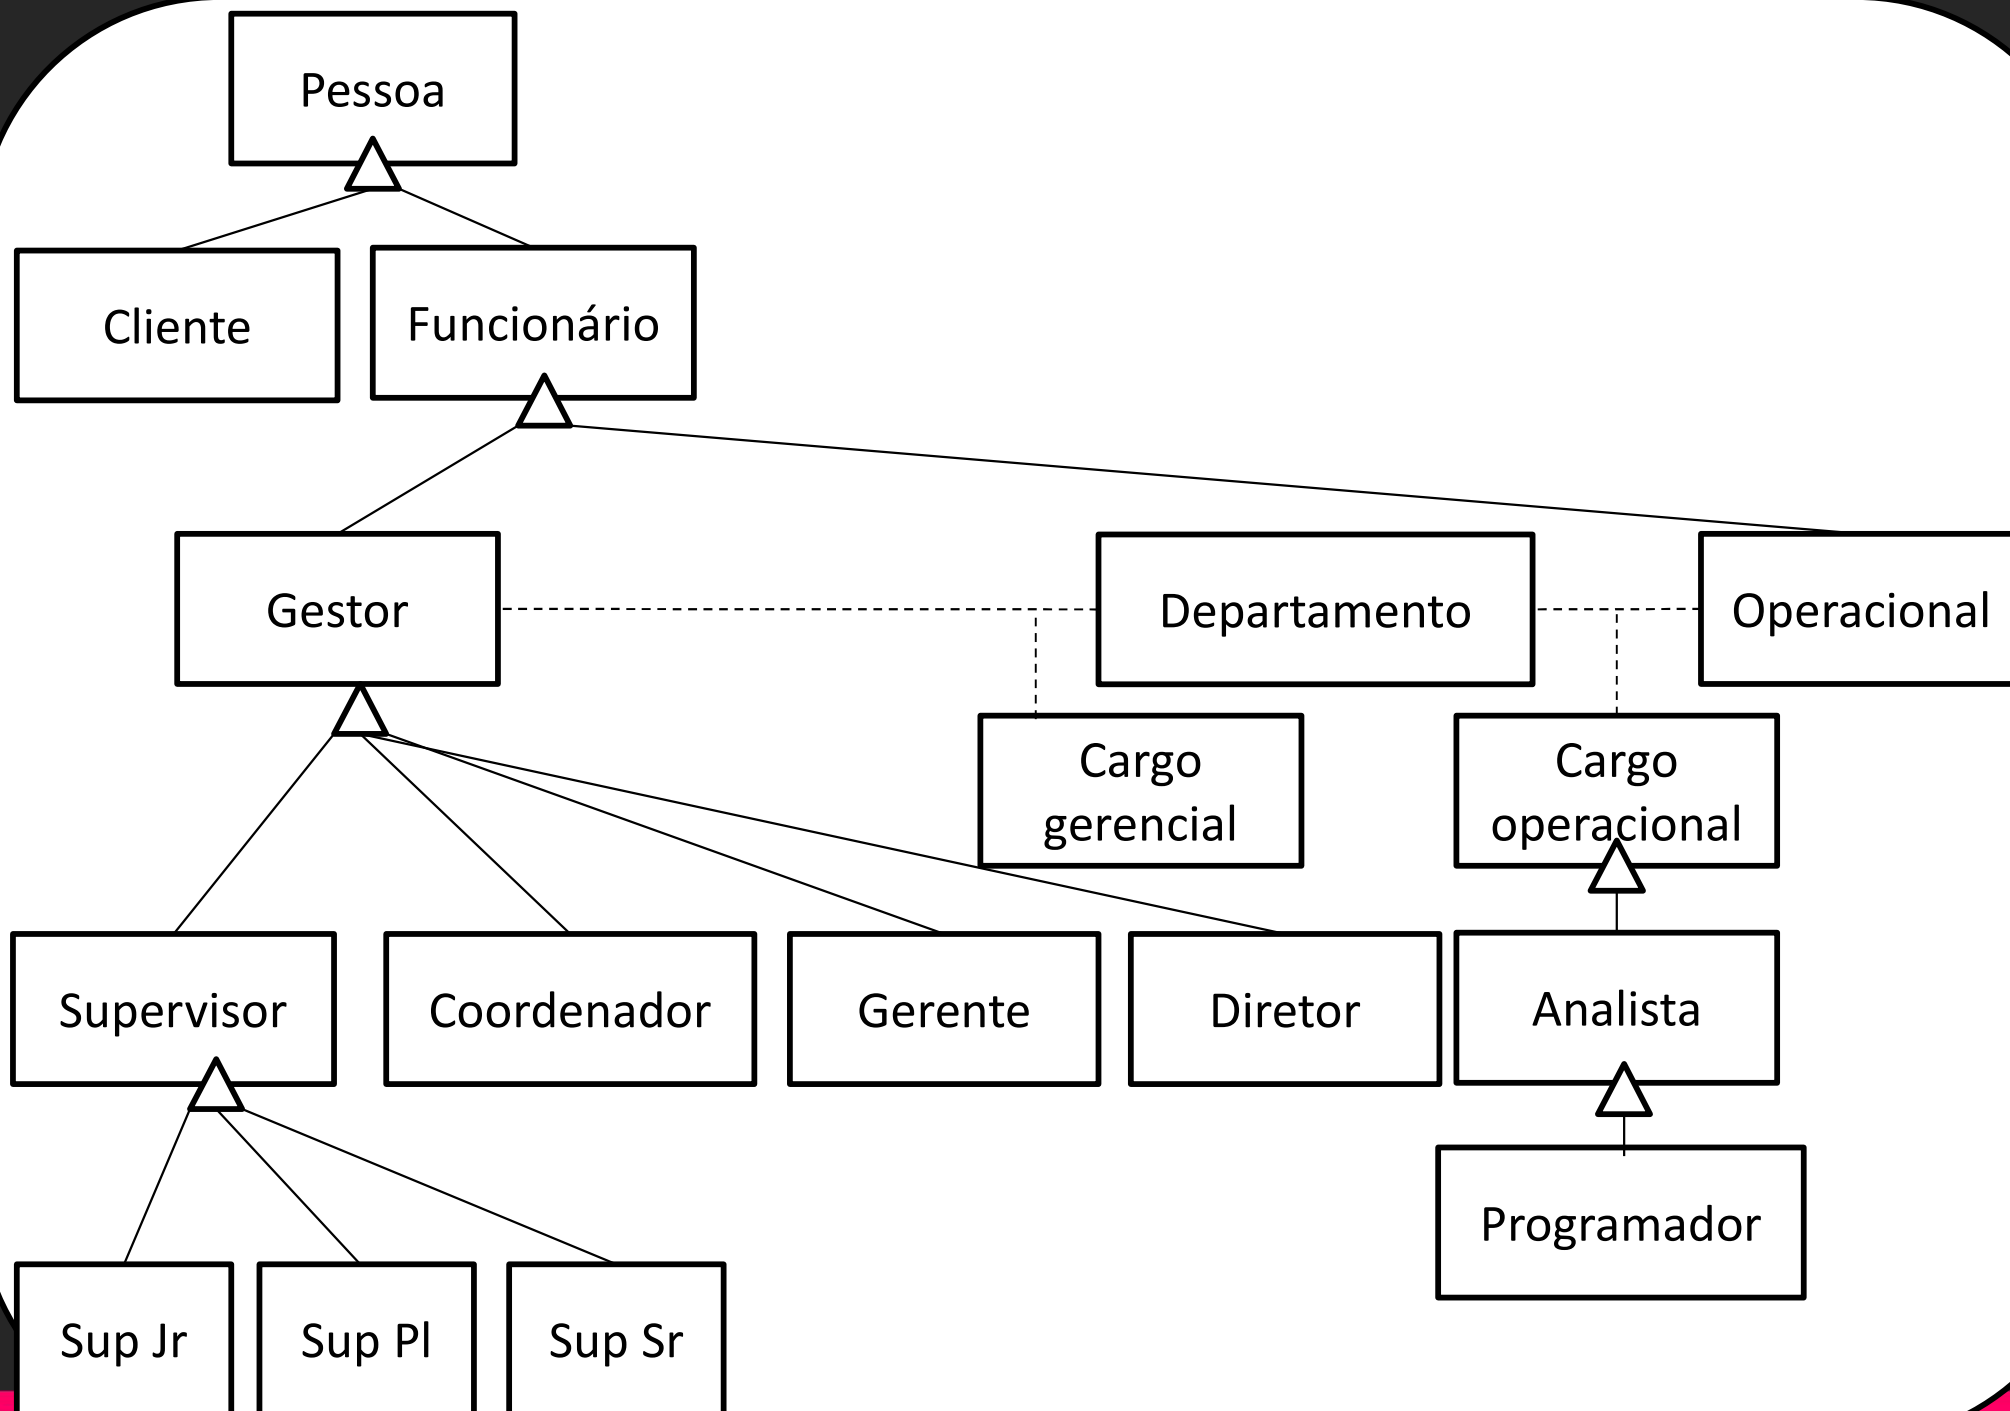 Pessoa
Cliente
Funcionário
Gestor
Departamento
Operacional
Cargo
gerencial
Cargo
operacional
Supervisor
Coordenador
Gerente
Diretor
Analista
Programador
Sup Jr
Sup Pl
Sup Sr